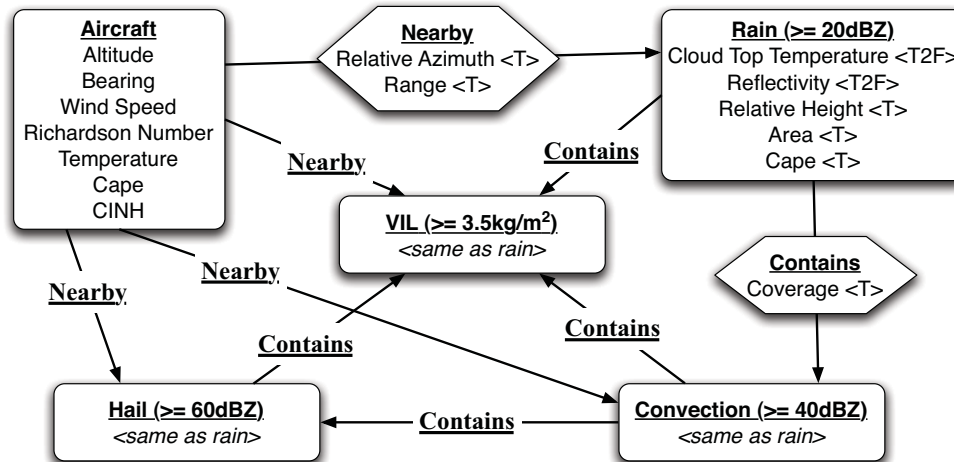 Aircraft
Altitude
Bearing
Wind Speed
Richardson Number
Temperature
Cape
CINH
Nearby
Relative Azimuth <T>
Range <T>
Rain (>= 20dBZ)
Cloud Top Temperature <T2F>
Reflectivity <T2F>
Relative Height <T>
Area <T>
Cape <T>
Nearby
Contains
VIL (>= 3.5kg/m²)
<same as rain>
Nearby
Nearby
Contains
Coverage <T>
Contains
Contains
Hail (>= 60dBZ)
<same as rain>
Contains
Convection (>= 40dBZ)
<same as rain>